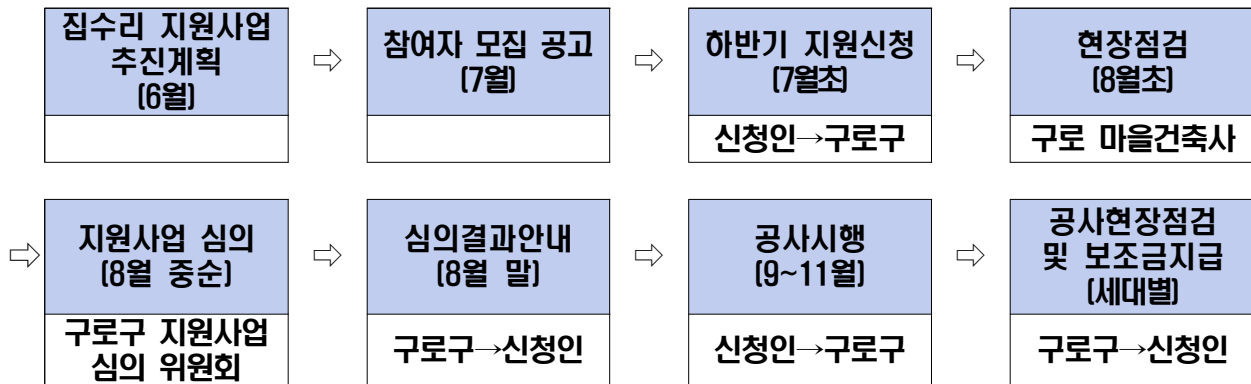 집수리 지원사업
추진계획
(6월)
⇨
참여자 모집 공고
(7월)
⇨
하반기 지원신청
(7월초)
신청인→구로구
⇨
현장점검
(8월초)
구로 마을건축사
⇨
지원사업 심의
(8월 중순)
구로구 지원사업
심의 위원회
⇨
심의결과안내
(8월 말)
구로구→신청인
⇨
공사시행
(9~11월)
신청인→구로구
⇨
공사현장점검
및 보조금지급
(세대별)
구로구→신청인